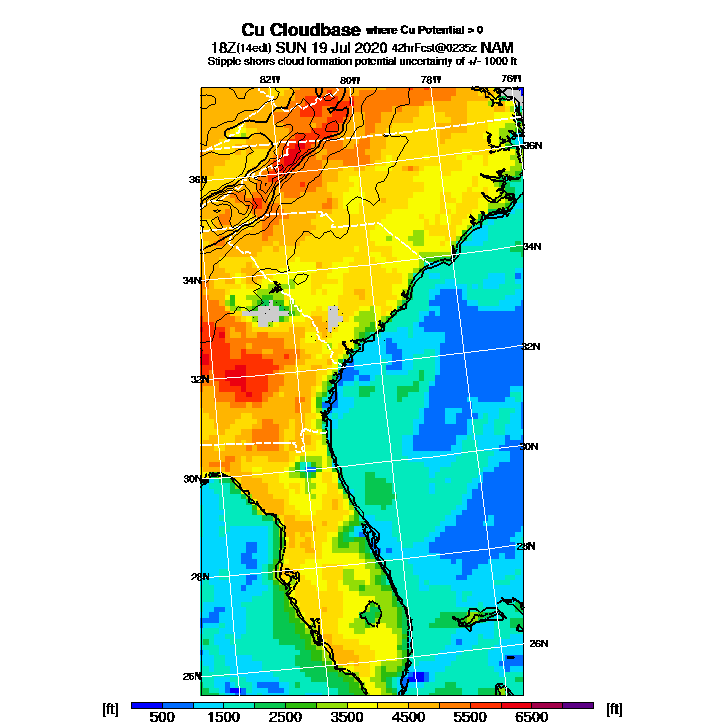 Cu Cloudbase where Cu Potential > 0
18Z(14edt) SUN 19 Jul 2020 42hrFcst@0235z NAM
Stipple shows cloud formation potential uncertainty of +/- 1000 ft
82W 80W 78W 76W
36N
36N
34N
34N
32N
32N
30N
30N
28N
28N
26N
26N
[ft] 500 1500 2500 3500 4500 5500 6500 [ft]